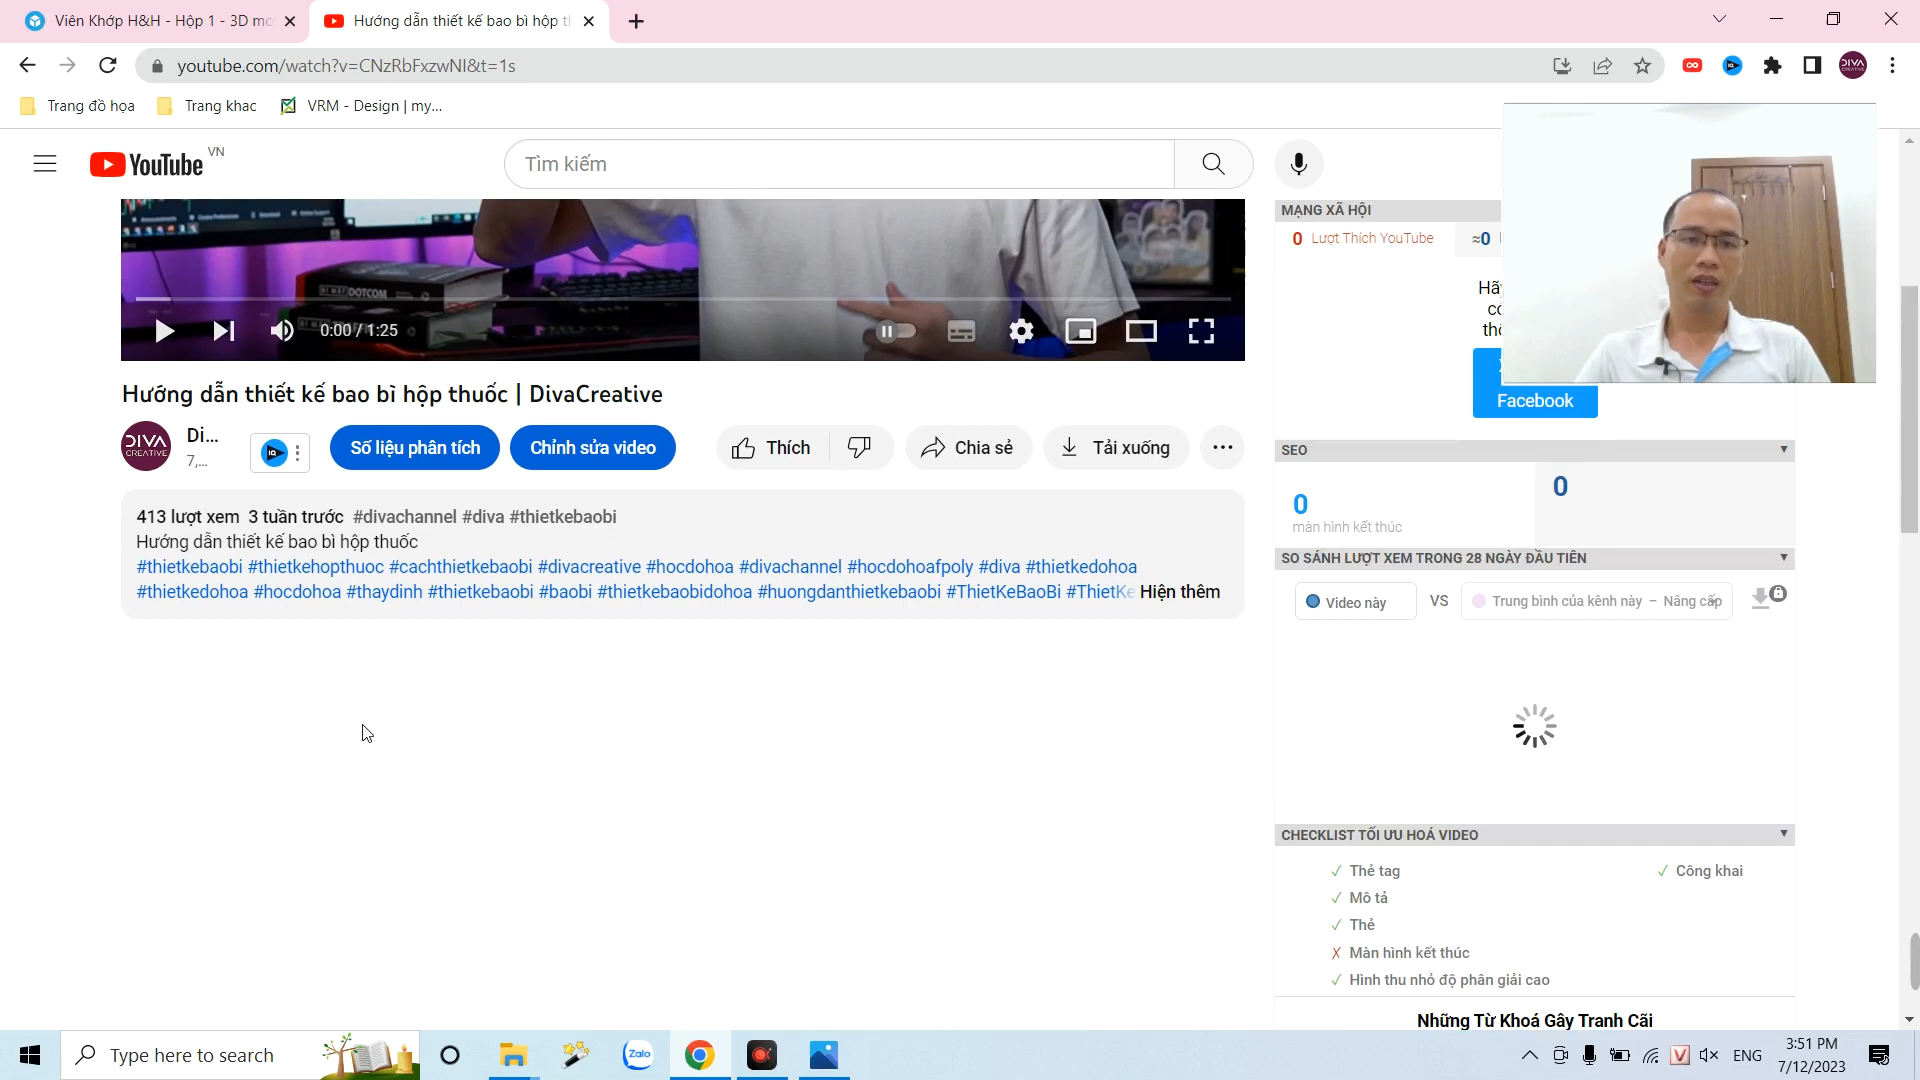 Viên Khớp H&H - Hộp 1 - 3D mo
Hướng dẫn thiết kế bao bì hộp th
youtube.com/watch?v=CNzRbFxzwNI&t=1s
Trang đồ họa
Trang khac
VRM - Design | my...
YouTube VN
Tìm kiếm
0:00 / 1:25
Hướng dẫn thiết kế bao bì hộp thuốc | DivaCreative
DIVA
CREATIVE
Di...
7,...
Số liệu phân tích
Chỉnh sửa video
Thích
Chia sẻ
Tải xuống
413 lượt xem 3 tuần trước #divachannel #diva #thietkebaobi
Hướng dẫn thiết kế bao bì hộp thuốc
#thietkebaobi #thietkehopthuoc #cachthietkebaobi #divacreative #hocdohoa #divachannel #hocdohoafpoly #diva #thietkedohoa
#thietkedohoa #hocdohoa #thaydinh #thietkebaobi #baobi #thietkebaobidohoa #huongdanthietkebaobi #ThietKeBaoBi #ThietKe Hiện thêm
MẠNG XÃ HỘI
0 Lượt Thích YouTube
≈0
Facebook
SEO
0
màn hình kết thúc
0
SO SÁNH LƯỢT XEM TRONG 28 NGÀY ĐẦU TIÊN
Video này
VS
Trung bình của kênh này – Nâng cấp
CHECKLIST TỐI ƯU HOÁ VIDEO
✓ Thẻ tag
✓ Công khai
✓ Mô tả
✓ Thẻ
✗ Màn hình kết thúc
✓ Hình thu nhỏ độ phân giải cao
Những Từ Khoá Gây Tranh Cãi
Type here to search
Zalo
ENG
3:51 PM
7/12/2023